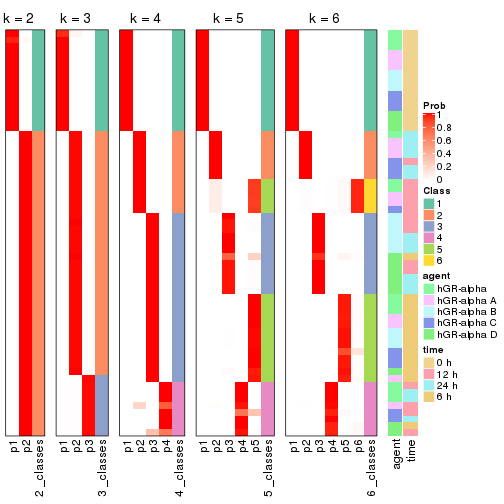 k = 2 k = 3 k = 4 k = 5 k = 6
Prob
1
0.8
0.6
0.4
0.2
0
Class
1
2
3
4
5
6
agent
hGR-alpha
hGR-alpha A
hGR-alpha B
hGR-alpha C
hGR-alpha D
time
0 h
12 h
24 h
6 h
p1 p2 2_classes p1 p2 p3 3_classes p1 p2 p3 p4 4_classes p1 p2 p3 p4 p5 5_classes p1 p2 p3 p4 p5 p6 6_classes agent time